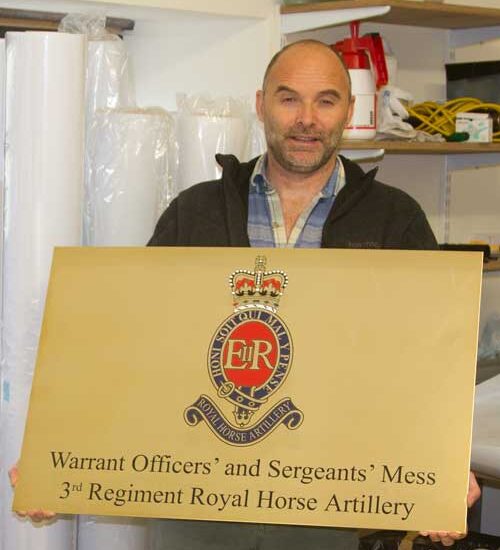 HONI SOIT QUI MAL Y PENSE
EIIR
ROYAL HORSE ARTILLERY
Warrant Officers' and Sergeants' Mess
3rd Regiment Royal Horse Artillery